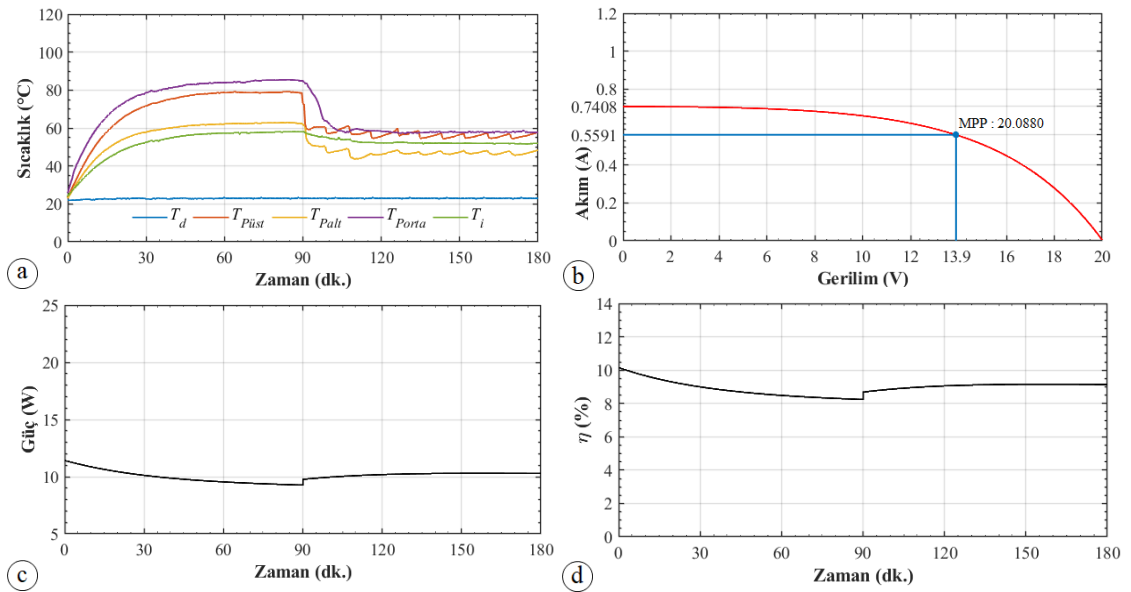 120
100
80
60
40
20
0
Sıcaklık (°C)
T_d T_Püst T_Palt T_Porta T_i
0 30 60 90 120 150 180
Zaman (dk.)
a
1.2
1
0.8
0.7408
0.5591
0.4
0.2
0
Akım (A)
MPP : 20.0880
0 2 4 6 8 10 12 13.9 16 18 20
Gerilim (V)
b
25
20
15
10
5
Güç (W)
0 30 60 90 120 150 180
Zaman (dk.)
c
14
12
10
8
6
4
2
0
η (%)
0 30 60 90 120 150 180
Zaman (dk.)
d